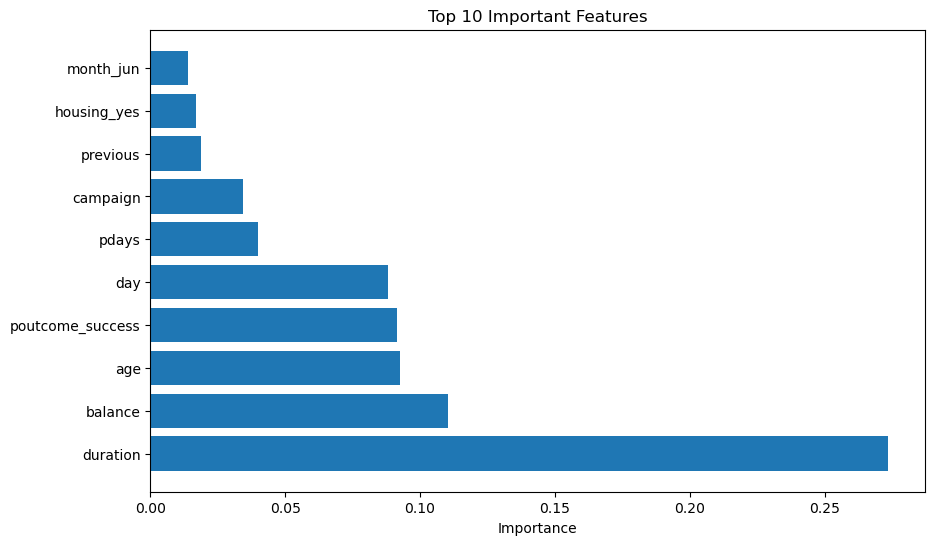 Top 10 Important Features
month_jun
housing_yes
previous
campaign
pdays
day
poutcome_success
age
balance
duration
0.00 0.05 0.10 0.15 0.20 0.25
Importance